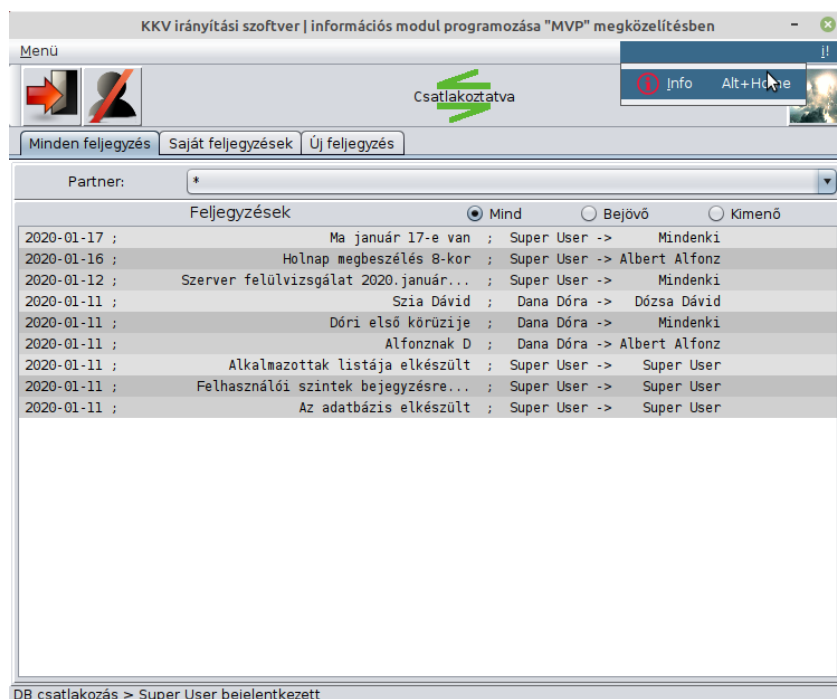 KKV irányítási szoftver | információs modul programozása "MVP" megközelítésben
Menü i!
Info Alt+Home
Csatlakoztatva
Minden feljegyzés Saját feljegyzések Új feljegyzés
Partner: *
Feljegyzések Mind Bejövő Kimenő
2020-01-17 ; Ma január 17-e van ; Super User -> Mindenki
2020-01-16 ; Holnap megbeszélés 8-kor ; Super User -> Albert Alfonz
2020-01-12 ; Szerver felülvizsgálat 2020.január... ; Super User -> Mindenki
2020-01-11 ; Szia Dávid ; Dana Dóra -> Dózsa Dávid
2020-01-11 ; Dóri első körüzije ; Dana Dóra -> Mindenki
2020-01-11 ; Alfonznak D ; Dana Dóra -> Albert Alfonz
2020-01-11 ; Alkalmazottak listája elkészült ; Super User -> Super User
2020-01-11 ; Felhasználói szintek bejegyzésre... ; Super User -> Super User
2020-01-11 ; Az adatbázis elkészült ; Super User -> Super User
DB csatlakozás > Super User bejelentkezett